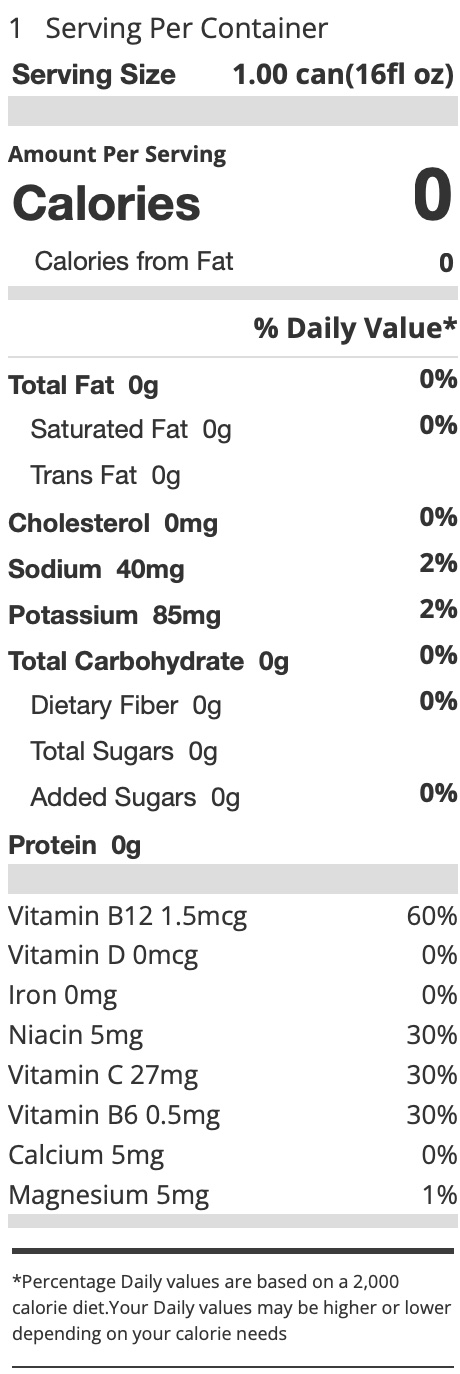 1 Serving Per Container
Serving Size 1.00 can(16fl oz)
Amount Per Serving
Calories 0
Calories from Fat 0
% Daily Value*
Total Fat 0g 0%
Saturated Fat 0g 0%
Trans Fat 0g
Cholesterol 0mg 0%
Sodium 40mg 2%
Potassium 85mg 2%
Total Carbohydrate 0g 0%
Dietary Fiber 0g 0%
Total Sugars 0g
Added Sugars 0g 0%
Protein 0g
Vitamin B12 1.5mcg 60%
Vitamin D 0mcg 0%
Iron 0mg 0%
Niacin 5mg 30%
Vitamin C 27mg 30%
Vitamin B6 0.5mg 30%
Calcium 5mg 0%
Magnesium 5mg 1%
*Percentage Daily values are based on a 2,000
calorie diet.Your Daily values may be higher or lower
depending on your calorie needs